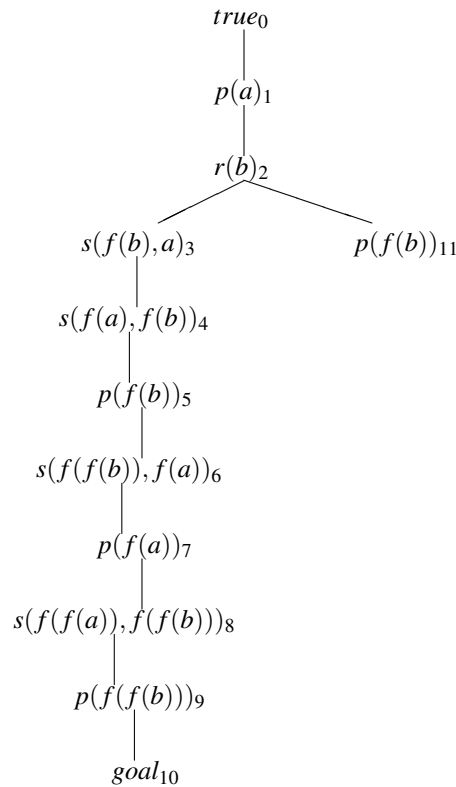 true₀
p(a)₁
r(b)₂
s(f(b),a)₃ p(f(b))₁₁
s(f(a),f(b))₄
p(f(b))₅
s(f(f(b)),f(a))₆
p(f(a))₇
s(f(f(a)),f(f(b)))₈
p(f(f(b)))₉
goal₁₀